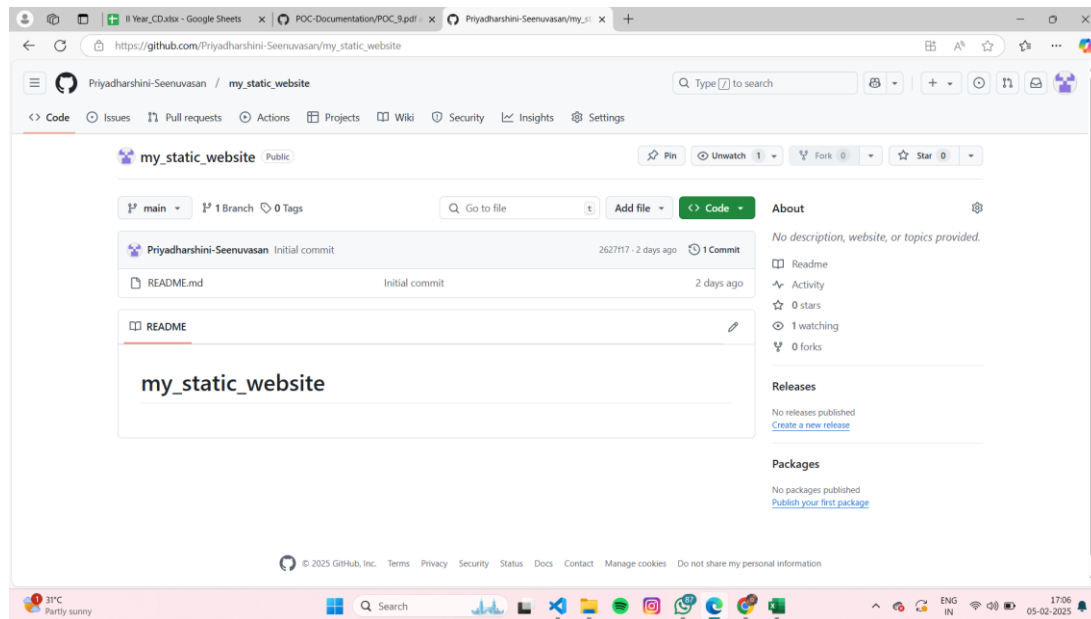 II Year_CD.xlsx - Google Sheets
POC-Documentation/POC_9.pdf
Priyadharshini-Seenuvasan/my_st
https://github.com/Priyadharshini-Seenuvasan/my_static_website
Priyadharshini-Seenuvasan / my_static_website
Type / to search
<> Code Issues Pull requests Actions Projects Wiki Security Insights Settings
my_static_website Public
Pin Unwatch 1 Fork 0 Star 0
main 1 Branch 0 Tags Go to file t Add file <> Code
Priyadharshini-Seenuvasan Initial commit 2627f17 · 2 days ago 1 Commit
README.md Initial commit 2 days ago
README
my_static_website
About
No description, website, or topics provided.
Readme
Activity
0 stars
1 watching
0 forks
Releases
No releases published
Create a new release
Packages
No packages published
Publish your first package
© 2025 GitHub, Inc. Terms Privacy Security Status Docs Contact Manage cookies Do not share my personal information
1
31°C
Partly sunny
Search
87
ENG
IN
17:06
05-02-2025